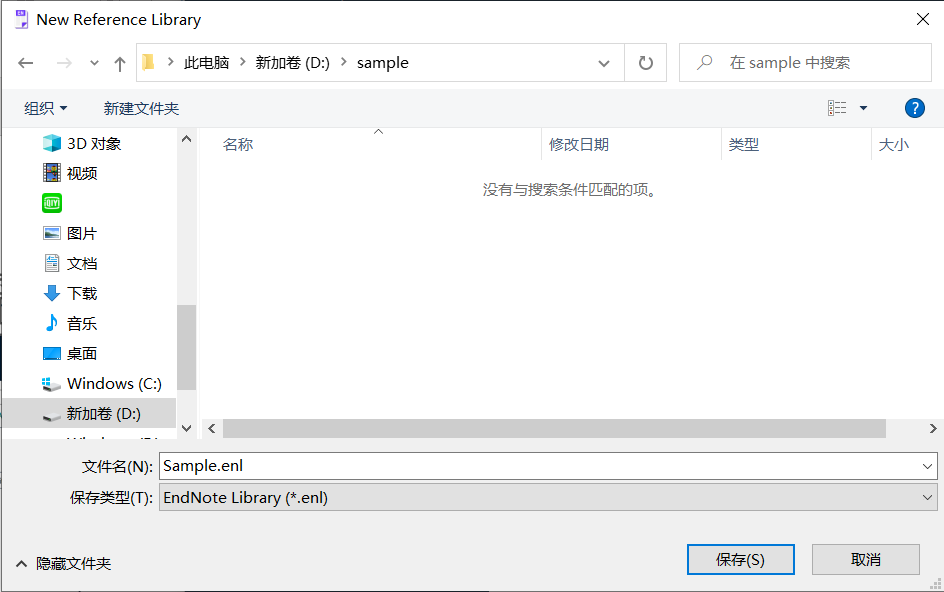 New Reference Library
此电脑 新加卷 (D:) sample
在 sample 中搜索
组织 新建文件夹
名称 修改日期 类型 大小
没有与搜索条件匹配的项。
3D 对象
视频
图片
文档
下载
音乐
桌面
Windows (C:)
新加卷 (D:)
文件名(N): Sample.enl
保存类型(T): EndNote Library (*.enl)
隐藏文件夹
保存(S) 取消